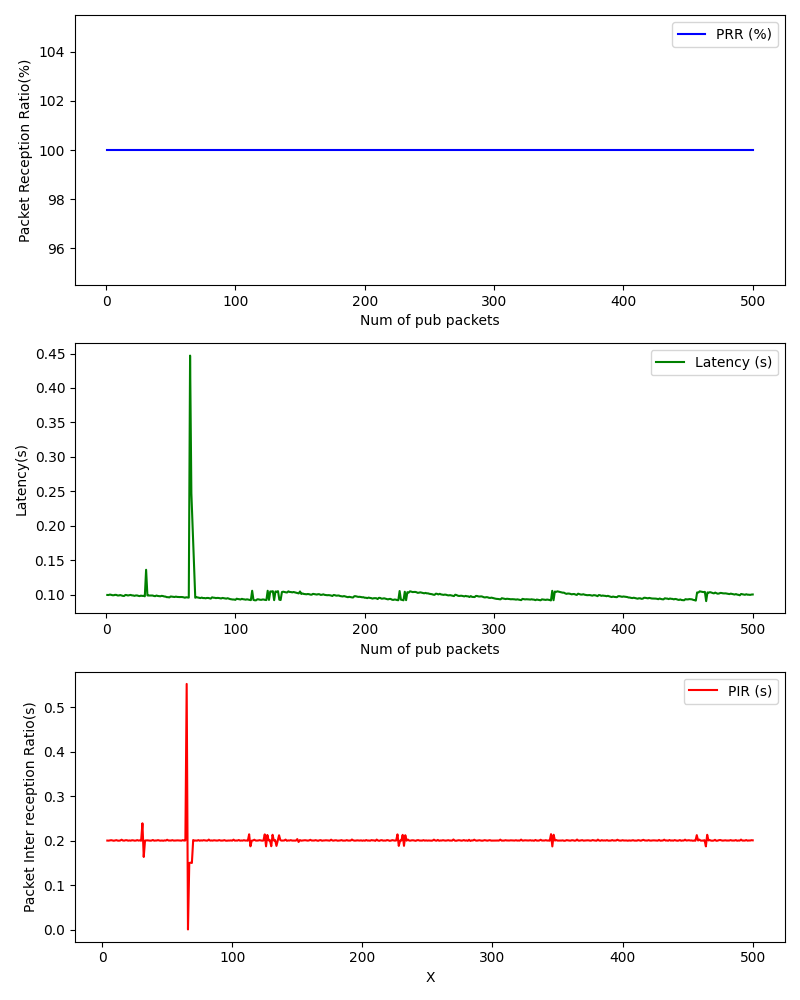 PRR (%)
Packet Reception Ratio(%)
104
102
100
98
96
0 100 200 300 400 500
Num of pub packets
Latency (s)
Latency(s)
0.45
0.40
0.35
0.30
0.25
0.20
0.15
0.10
0 100 200 300 400 500
Num of pub packets
PIR (s)
Packet Inter reception Ratio(s)
0.5
0.4
0.3
0.2
0.1
0.0
0 100 200 300 400 500
X